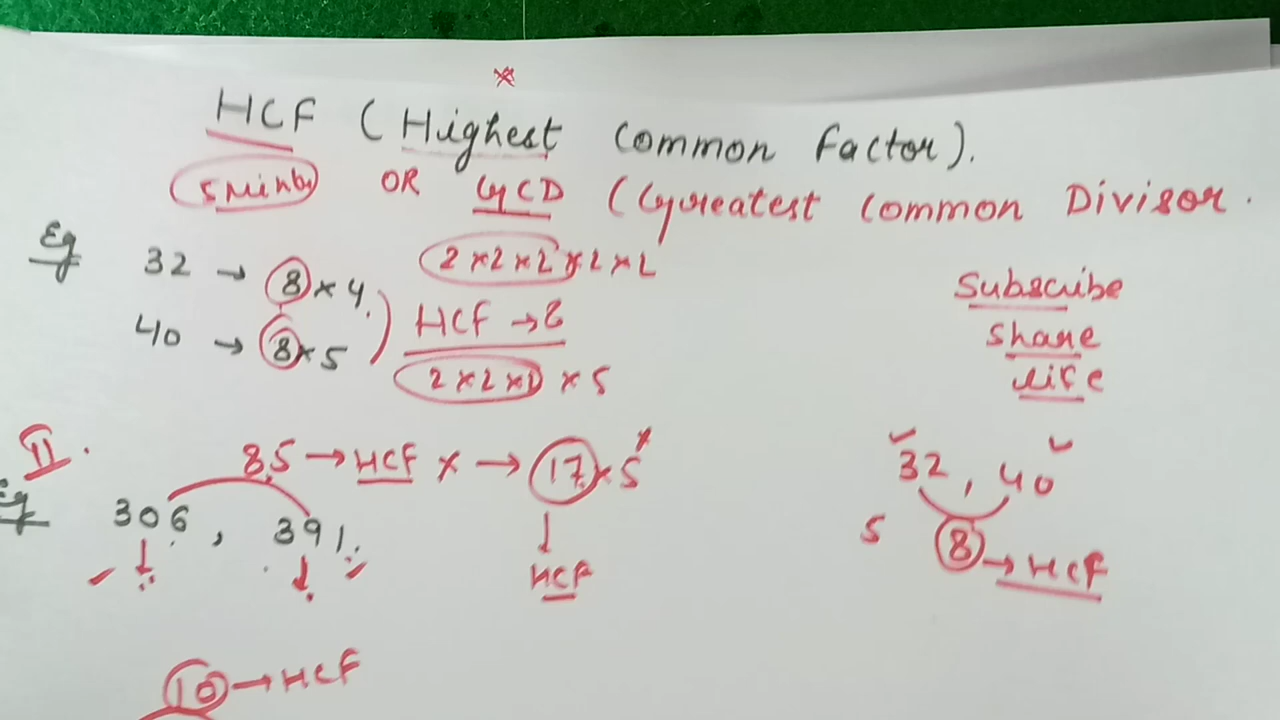 HCF (Highest Common Factor).
OR GCD (Greatest Common Divisor.
Eg 32 → 8 × 4 2 × 2 × 2 × 2 × 2
HCF → 8
40 → 8 × 5
2 × 2 × 2 × 5
Subscribe
Share
like
II. 85 → HCF × → 17 × 5
Eg 306 , 391
HCF
32 , 40
5 8 → HCF
10 → HCF